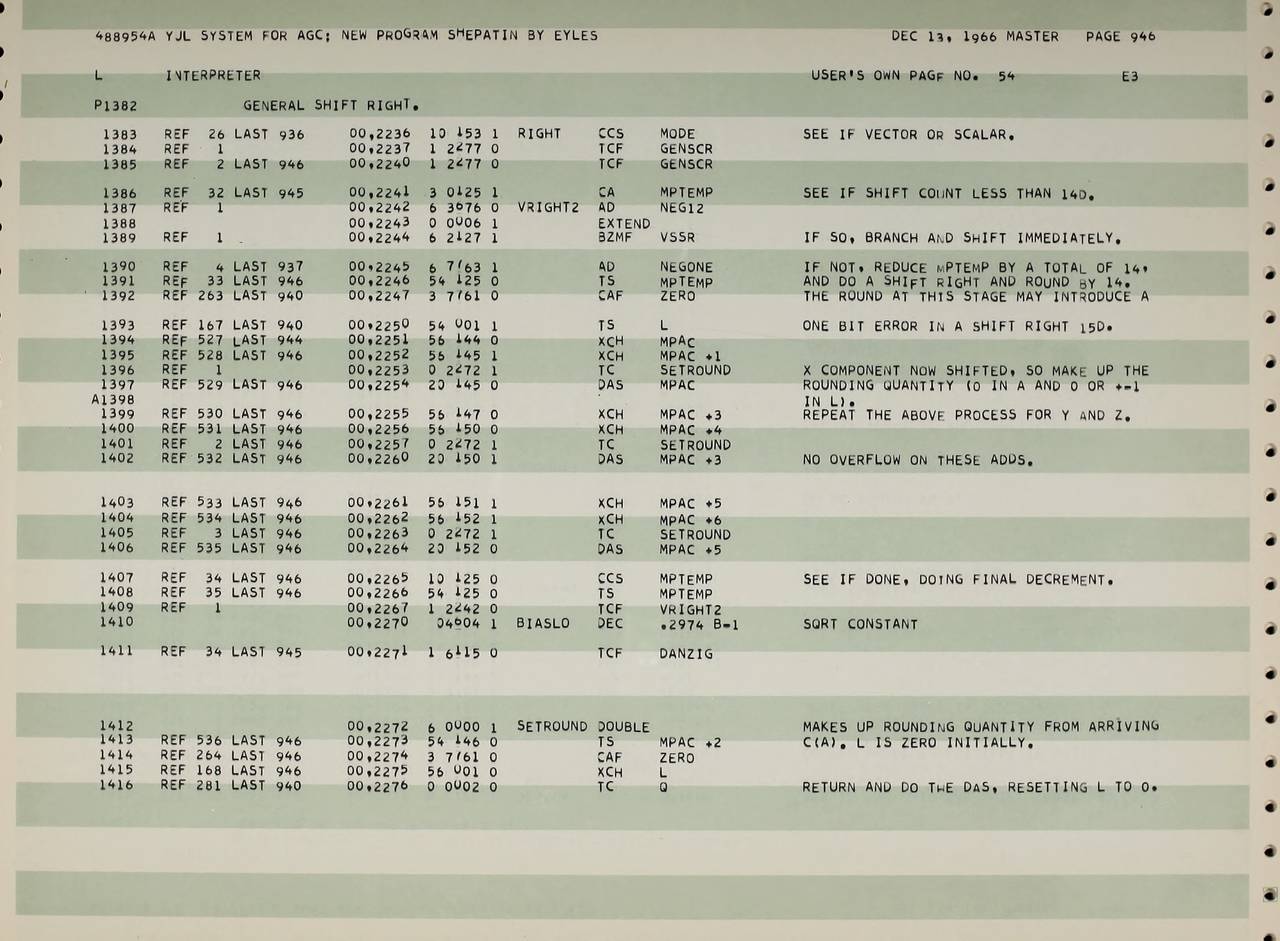 488954A YUL SYSTEM FOR AGC; NEW PROGRAM SHEPATIN BY EYLES DEC 13, 1966 MASTER PAGE 946
L INTERPRETER USER'S OWN PAGE NO. 54 E3
P1382 GENERAL SHIFT RIGHT.
1383 REF 26 LAST 936 00,2236 10 153 1 RIGHT CCS MODE SEE IF VECTOR OR SCALAR.
1384 REF 1 00,2237 1 2277 0 TCF GENSCR
1385 REF 2 LAST 946 00,2240 1 2277 0 TCF GENSCR
1386 REF 32 LAST 945 00,2241 3 0125 1 CA MPTEMP SEE IF SHIFT COUNT LESS THAN 14D.
1387 REF 1 00,2242 6 3676 0 VRIGHT2 AD NEG12
1388 00,2243 0 0006 1 EXTEND
1389 REF 1 00,2244 6 2127 1 BZMF VSSR IF SO, BRANCH AND SHIFT IMMEDIATELY.
1390 REF 4 LAST 937 00,2245 6 7763 1 AD NEGONE IF NOT, REDUCE MPTEMP BY A TOTAL OF 14,
1391 REF 33 LAST 946 00,2246 54 125 0 TS MPTEMP AND DO A SHIFT RIGHT AND ROUND BY 14.
1392 REF 263 LAST 940 00,2247 3 7761 0 CAF ZERO THE ROUND AT THIS STAGE MAY INTRODUCE A
1393 REF 167 LAST 940 00,2250 54 001 1 TS L ONE BIT ERROR IN A SHIFT RIGHT 15D.
1394 REF 527 LAST 944 00,2251 56 144 0 XCH MPAC
1395 REF 528 LAST 946 00,2252 56 145 1 XCH MPAC +1
1396 REF 1 00,2253 0 2272 1 TC SETROUND X COMPONENT NOW SHIFTED, SO MAKE UP THE
1397 REF 529 LAST 946 00,2254 20 145 0 DAS MPAC ROUNDING QUANTITY (0 IN A AND 0 OR +-1
A1398 IN L).
1399 REF 530 LAST 946 00,2255 56 147 0 XCH MPAC +3 REPEAT THE ABOVE PROCESS FOR Y AND Z.
1400 REF 531 LAST 946 00,2256 56 150 0 XCH MPAC +4
1401 REF 2 LAST 946 00,2257 0 2272 1 TC SETROUND
1402 REF 532 LAST 946 00,2260 20 150 1 DAS MPAC +3 NO OVERFLOW ON THESE ADDS.
1403 REF 533 LAST 946 00,2261 56 151 1 XCH MPAC +5
1404 REF 534 LAST 946 00,2262 56 152 1 XCH MPAC +6
1405 REF 3 LAST 946 00,2263 0 2272 1 TC SETROUND
1406 REF 535 LAST 946 00,2264 20 152 0 DAS MPAC +5
1407 REF 34 LAST 946 00,2265 10 125 0 CCS MPTEMP SEE IF DONE, DOING FINAL DECREMENT.
1408 REF 35 LAST 946 00,2266 54 125 0 TS MPTEMP
1409 REF 1 00,2267 1 2242 0 TCF VRIGHT2
1410 00,2270 04604 1 BIASLO DEC .2974 B-1 SQRT CONSTANT
1411 REF 34 LAST 945 00,2271 1 6115 0 TCF DANZIG
1412 00,2272 6 0000 1 SETROUND DOUBLE MAKES UP ROUNDING QUANTITY FROM ARRIVING
1413 REF 536 LAST 946 00,2273 54 146 0 TS MPAC +2 C(A). L IS ZERO INITIALLY.
1414 REF 264 LAST 946 00,2274 3 7761 0 CAF ZERO
1415 REF 168 LAST 946 00,2275 56 001 0 XCH L
1416 REF 281 LAST 940 00,2276 0 0002 0 TC Q RETURN AND DO THE DAS, RESETTING L TO 0.